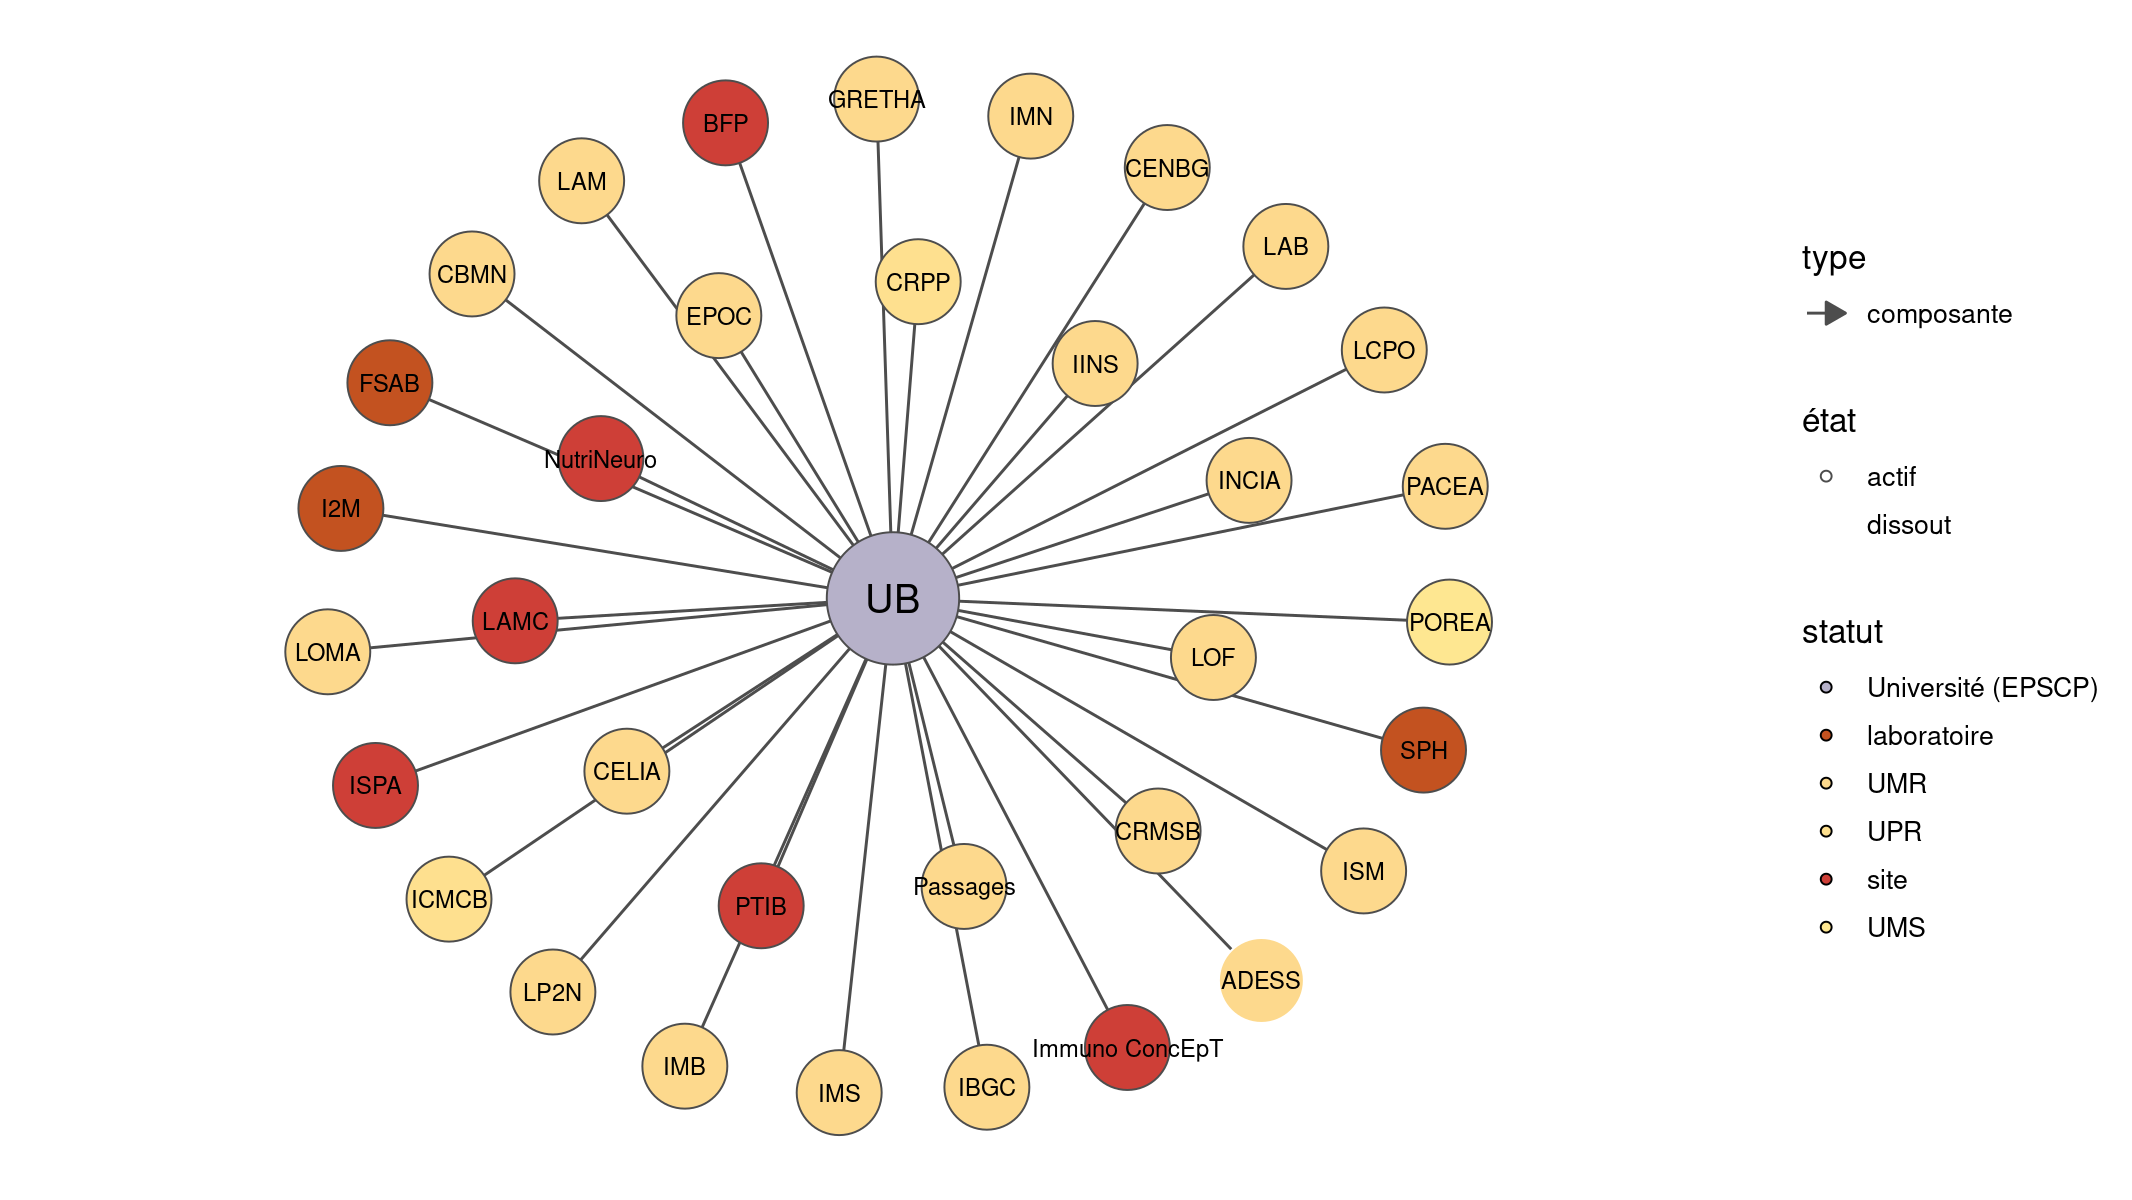 GRETHA
IMN
BFP
CENBG
LAM
LAB
CBMN
CRPP
EPOC
LCPO
IINS
FSAB
NutriNeuro
INCIA
PACEA
I2M
UB
LAMC
POREA
LOMA
LOF
SPH
CELIA
ISPA
CRMSB
ISM
Passages
ICMCB
PTIB
ADESS
LP2N
Immuno ConcEpT
IMB
IBGC
IMS
type
composante
état
actif
dissout
statut
Université (EPSCP)
laboratoire
UMR
UPR
site
UMS